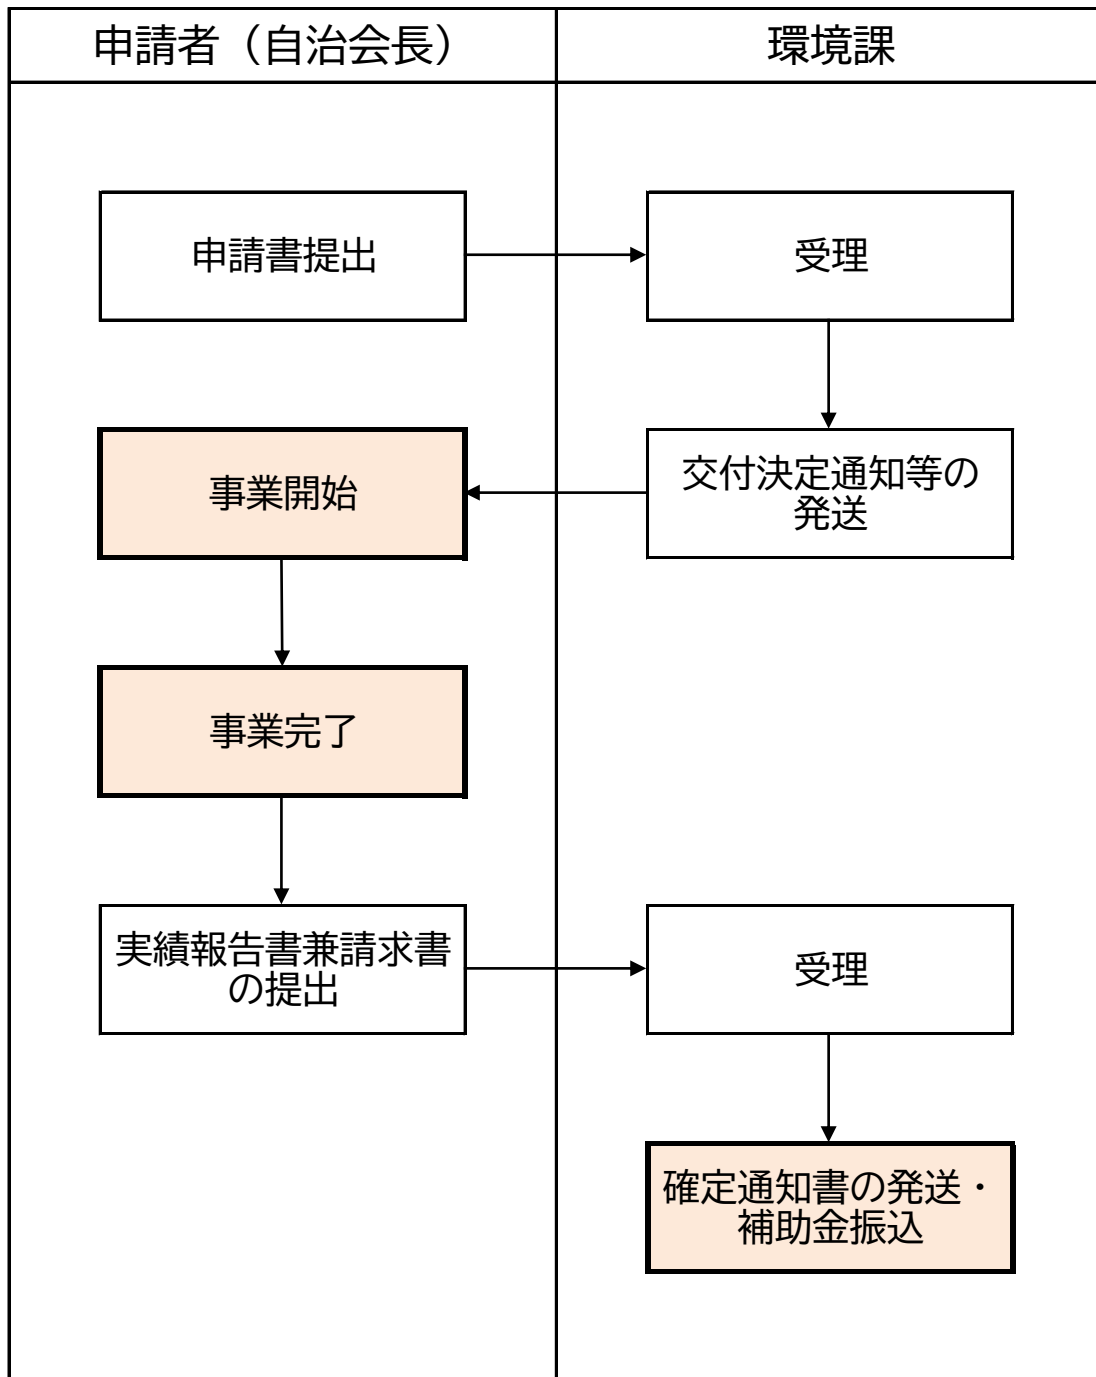 申請者（自治会長）
環境課
申請書提出
受理
事業開始
交付決定通知等の
発送
事業完了
実績報告書兼請求書
の提出
受理
確定通知書の発送・
補助金振込